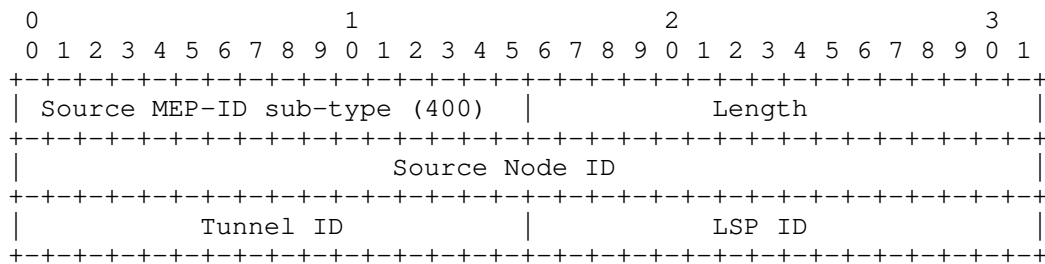 0                   1                   2                   3
 0 1 2 3 4 5 6 7 8 9 0 1 2 3 4 5 6 7 8 9 0 1 2 3 4 5 6 7 8 9 0 1
+-+-+-+-+-+-+-+-+-+-+-+-+-+-+-+-+-+-+-+-+-+-+-+-+-+-+-+-+-+-+-+-+
| Source MEP-ID sub-type (400)  |           Length              |
+-+-+-+-+-+-+-+-+-+-+-+-+-+-+-+-+-+-+-+-+-+-+-+-+-+-+-+-+-+-+-+-+
|                       Source Node ID                          |
+-+-+-+-+-+-+-+-+-+-+-+-+-+-+-+-+-+-+-+-+-+-+-+-+-+-+-+-+-+-+-+-+
|           Tunnel ID           |           LSP ID              |
+-+-+-+-+-+-+-+-+-+-+-+-+-+-+-+-+-+-+-+-+-+-+-+-+-+-+-+-+-+-+-+-+